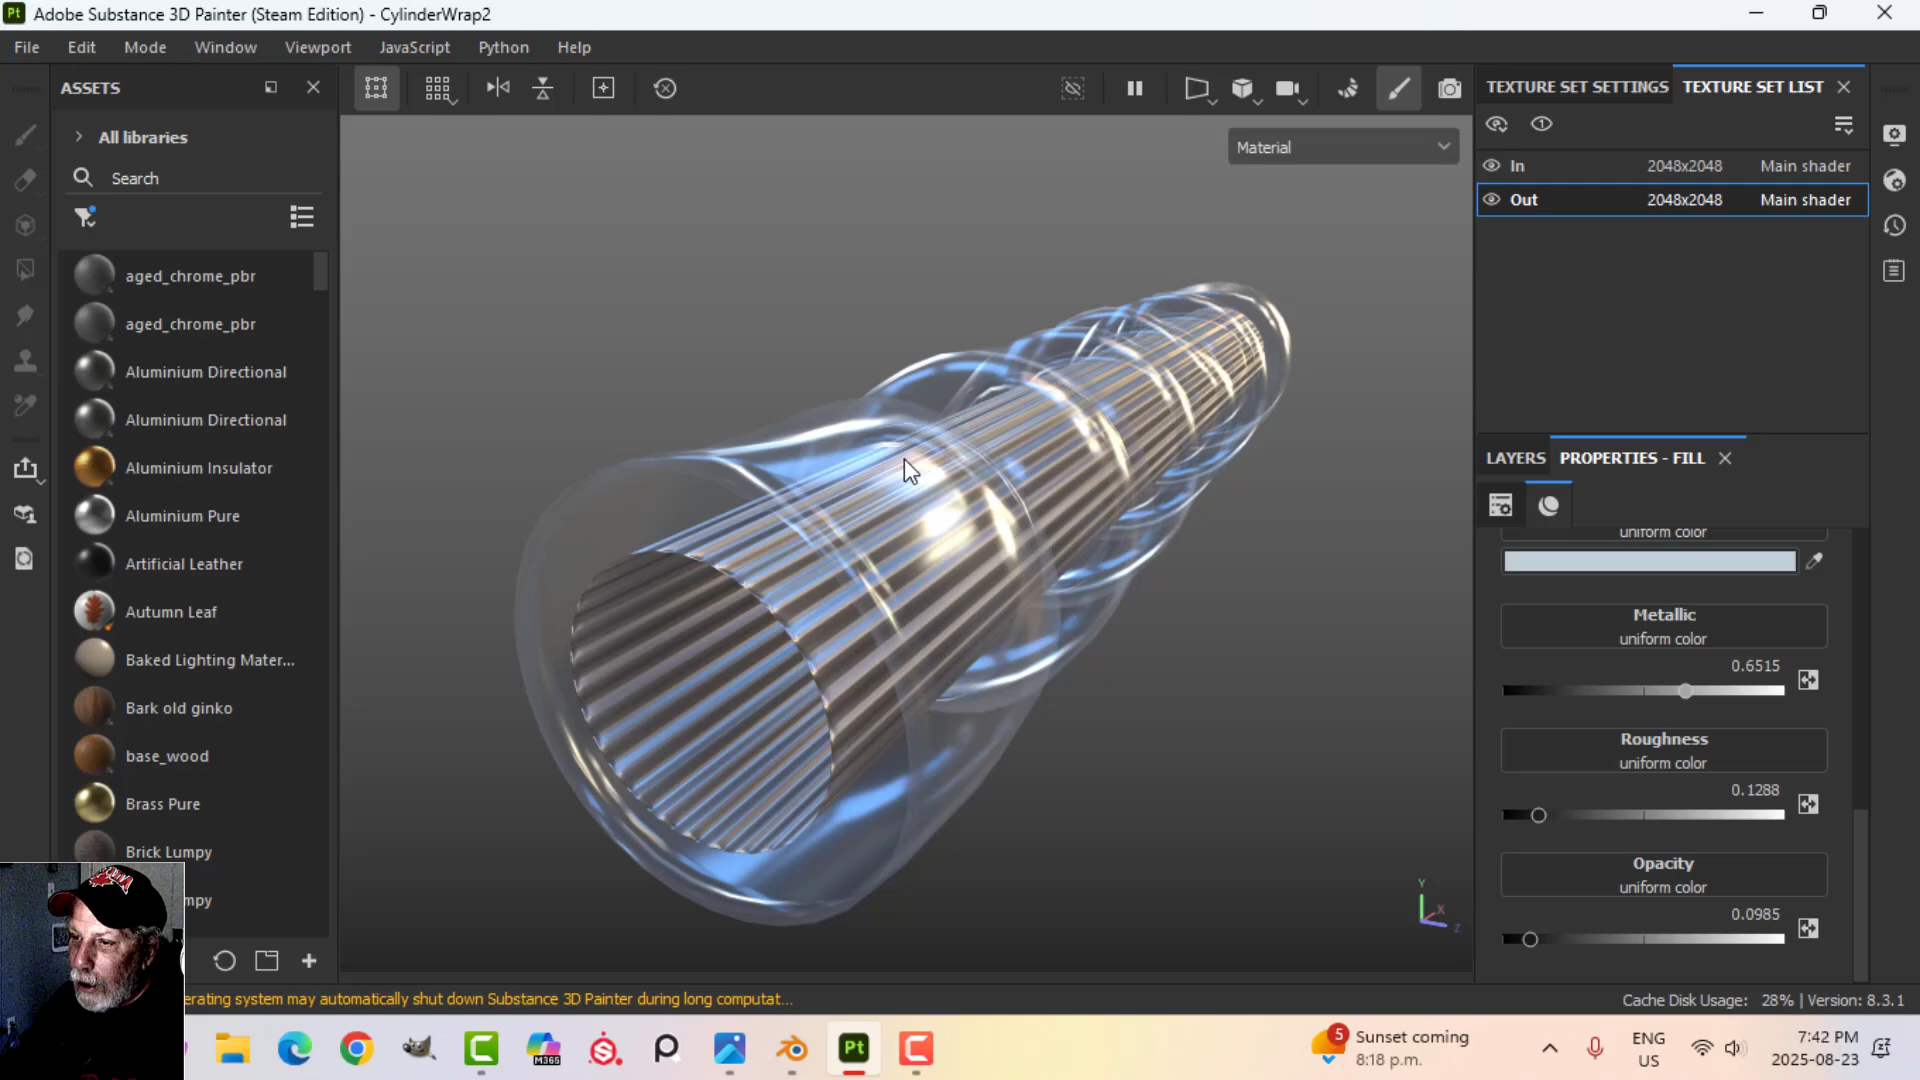 Pt Adobe Substance 3D Painter (Steam Edition) - CylinderWrap2
File Edit Mode Window Viewport JavaScript Python Help
ASSETS
All libraries
Search
aged_chrome_pbr
aged_chrome_pbr
Aluminium Directional
Aluminium Directional
Aluminium Insulator
Aluminium Pure
Artificial Leather
Autumn Leaf
Baked Lighting Mater...
Bark old ginko
base_wood
Brass Pure
Brick Lumpy
mpy
Material
Y
X
Z
TEXTURE SET SETTINGS TEXTURE SET LIST
In 2048x2048 Main shader
Out 2048x2048 Main shader
LAYERS PROPERTIES - FILL
uniform color
Metallic
uniform color
0.6515
Roughness
uniform color
0.1288
Opacity
uniform color
0.0985
erating system may automatically shut down Substance 3D Painter during long computat...
Cache Disk Usage: 28% | Version: 8.3.1
M365
Pt
5
Sunset coming
8:18 p.m.
ENG
US
7:42 PM
2025-08-23